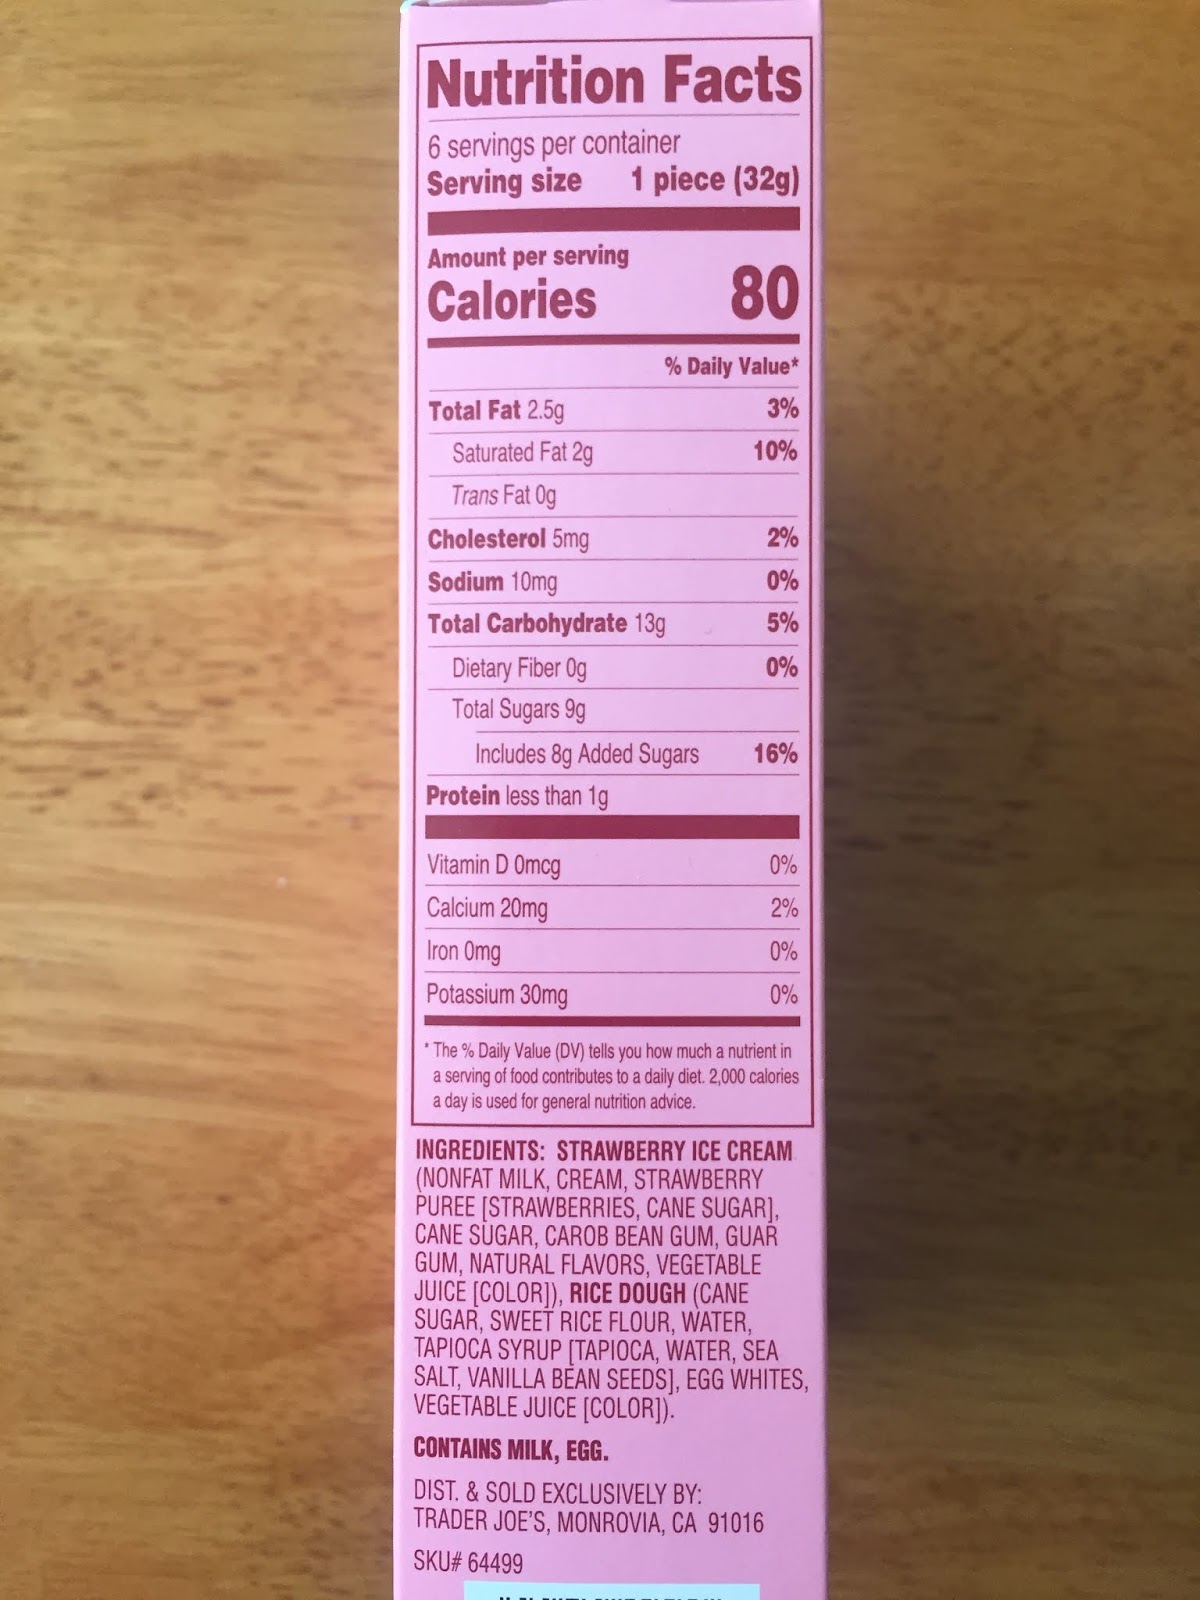 Nutrition Facts
6 servings per container
Serving size 1 piece (32g)
Amount per serving
Calories 80
% Daily Value*
Total Fat 2.5g 3%
Saturated Fat 2g 10%
Trans Fat 0g
Cholesterol 5mg 2%
Sodium 10mg 0%
Total Carbohydrate 13g 5%
Dietary Fiber 0g 0%
Total Sugars 9g
Includes 8g Added Sugars 16%
Protein less than 1g
Vitamin D 0mcg 0%
Calcium 20mg 2%
Iron 0mg 0%
Potassium 30mg 0%
* The % Daily Value (DV) tells you how much a nutrient in
a serving of food contributes to a daily diet. 2,000 calories
a day is used for general nutrition advice.
INGREDIENTS: STRAWBERRY ICE CREAM
(NONFAT MILK, CREAM, STRAWBERRY
PUREE [STRAWBERRIES, CANE SUGAR],
CANE SUGAR, CAROB BEAN GUM, GUAR
GUM, NATURAL FLAVORS, VEGETABLE
JUICE [COLOR]), RICE DOUGH (CANE
SUGAR, SWEET RICE FLOUR, WATER,
TAPIOCA SYRUP [TAPIOCA, WATER, SEA
SALT, VANILLA BEAN SEEDS], EGG WHITES,
VEGETABLE JUICE [COLOR]).
CONTAINS MILK, EGG.
DIST. & SOLD EXCLUSIVELY BY:
TRADER JOE'S, MONROVIA, CA 91016
SKU# 64499